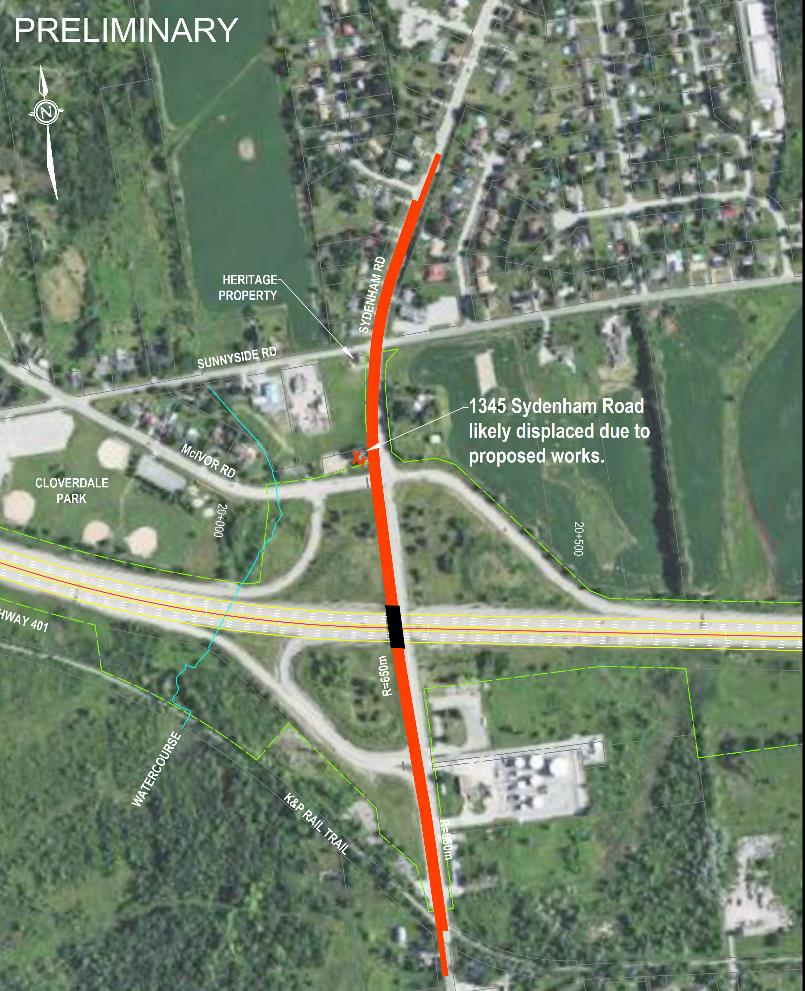 PRELIMINARY
N
SYDENHAM RD
HERITAGE
PROPERTY
SUNNYSIDE RD
1345 Sydenham Road
likely displaced due to
proposed works.
McIVOR RD
CLOVERDALE
PARK
20+000
20+500
HWAY 401
R=650m
WATERCOURSE
K&P RAIL TRAIL